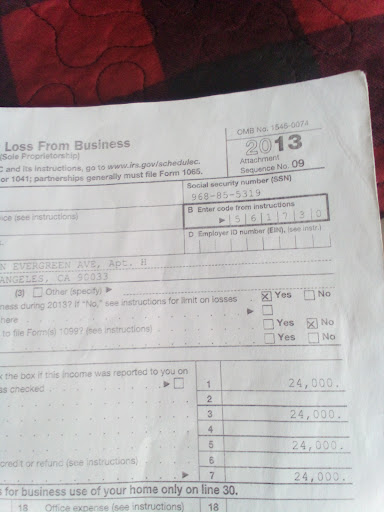 OMB No. 1545-0074
Loss From Business
2013
(Sole Proprietorship)
C and its instructions, go to www.irs.gov/schedulec.
Attachment
or 1041; partnerships generally must file Form 1065.
Sequence No. 09
Social security number (SSN)
968-85-5319
ice (see instructions)
B Enter code from instructions
▶ 5 6 1 7 3 0
D Employer ID number (EIN), (see instr.)
N EVERGREEN AVE, Apt. H
ANGELES, CA 90033
(3) Other (specify) ▶
ness during 2013? If "No," see instructions for limit on losses Yes No
here ▶
to file Form(s) 1099? (see instructions) Yes No
Yes No
k the box if this income was reported to you on
as checked ▶ 1 24,000.
2
3 24,000.
4
5 24,000.
credit or refund (see instructions) 6
▶ 7 24,000.
s for business use of your home only on line 30.
18 Office expense (see instructions) 18